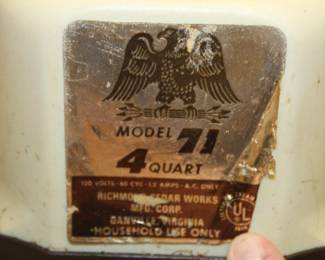 MODEL 71
4 QUART
120 VOLTS-60 CYC-1.5 AMPS-A.C. ONLY
RICHMOND CEDAR WORKS
MFG. CORP.
DANVILLE, VIRGINIA
HOUSEHOLD USE ONLY
UL